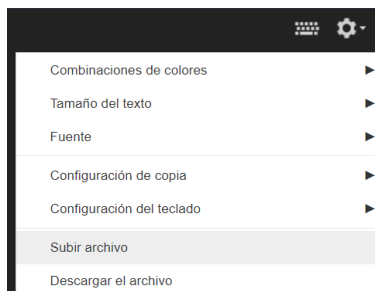 Combinaciones de colores
Tamaño del texto
Fuente
Configuración de copia
Configuración del teclado
Subir archivo
Descargar el archivo